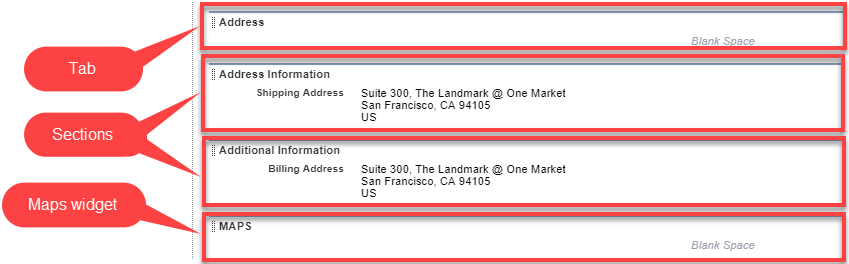 Address
Blank Space
Tab
Address Information
Shipping Address Suite 300, The Landmark @ One Market
San Francisco, CA 94105
US
Sections
Additional Information
Billing Address Suite 300, The Landmark @ One Market
San Francisco, CA 94105
US
Maps widget
MAPS
Blank Space